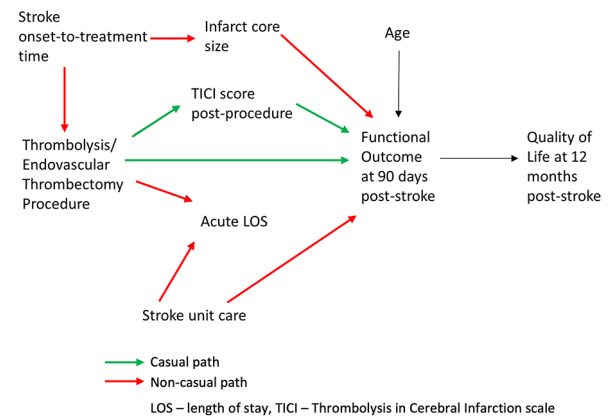 Stroke
onset-to-treatment
time
Infarct core
size
Age
TICI score
post-procedure
Thrombolysis/
Endovascular
Thrombectomy
Procedure
Functional
Outcome
at 90 days
post-stroke
Quality of
Life at 12
months
post-stroke
Acute LOS
Stroke unit care
Casual path
Non-casual path
LOS – length of stay, TICI – Thrombolysis in Cerebral Infarction scale